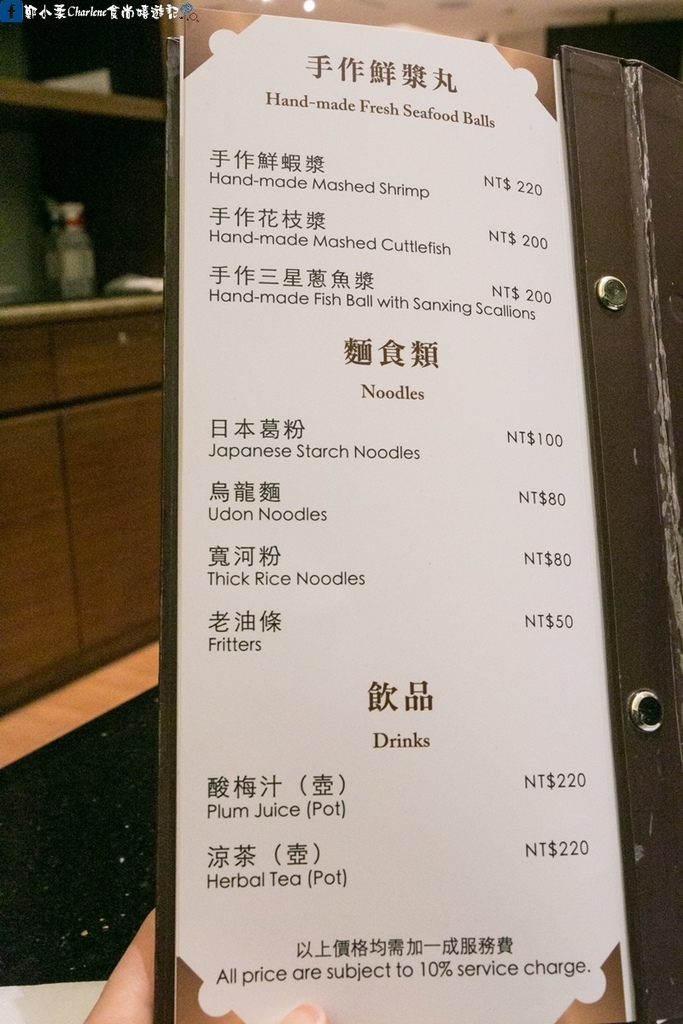 鄭小柔Charlene食尚嬉遊記
手作鮮漿丸
Hand-made Fresh Seafood Balls
手作鮮蝦漿
Hand-made Mashed Shrimp NT$ 220
手作花枝漿
Hand-made Mashed Cuttlefish NT$ 200
手作三星蔥魚漿 NT$ 200
Hand-made Fish Ball with Sanxing Scallions
麵食類
Noodles
日本葛粉 NT$100
Japanese Starch Noodles
烏龍麵 NT$80
Udon Noodles
寬河粉 NT$80
Thick Rice Noodles
老油條 NT$50
Fritters
飲品
Drinks
酸梅汁（壺） NT$220
Plum Juice (Pot)
涼茶（壺） NT$220
Herbal Tea (Pot)
以上價格均需加一成服務費
All price are subject to 10% service charge.